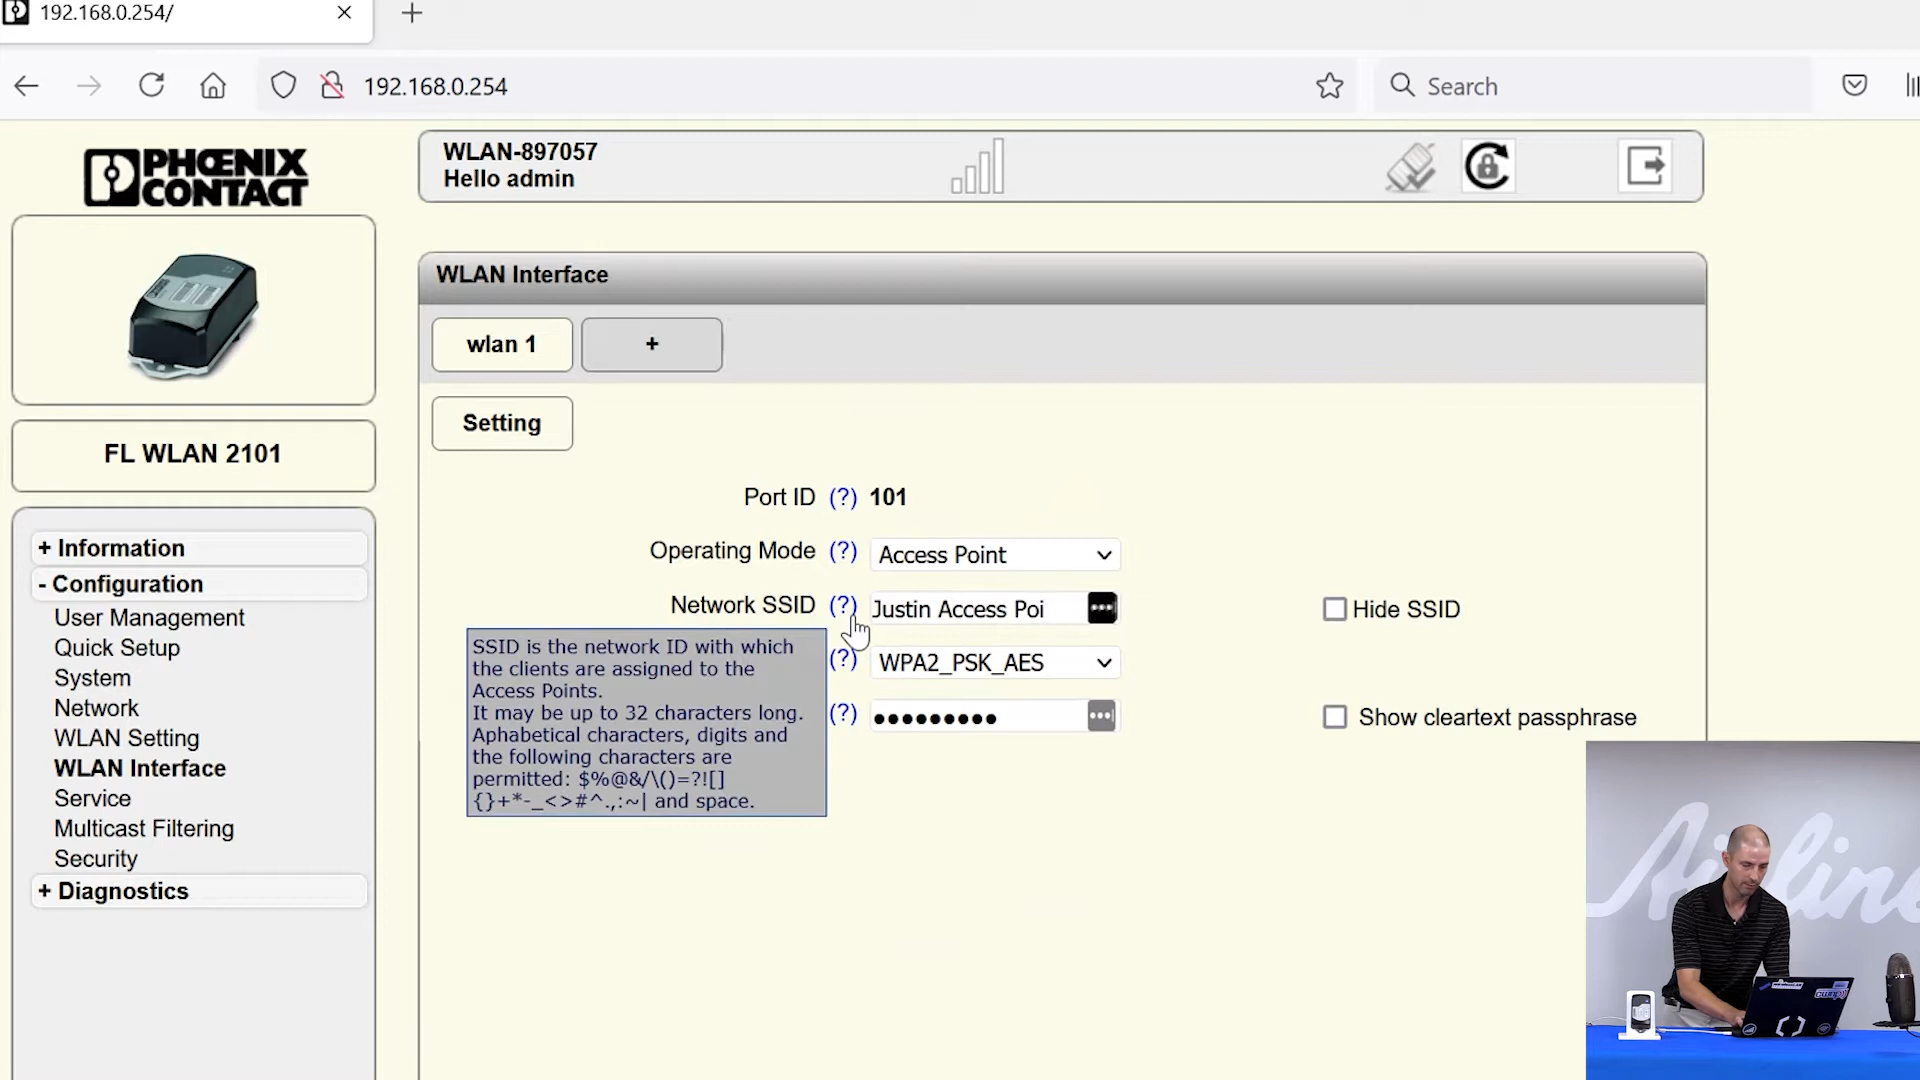 192.168.0.254/
192.168.0.254
Search
PHŒNIX
CONTACT
WLAN-897057
Hello admin
FL WLAN 2101
+ Information
- Configuration
User Management
Quick Setup
System
Network
WLAN Setting
WLAN Interface
Service
Multicast Filtering
Security
+ Diagnostics
WLAN Interface
wlan 1
+
Setting
Port ID (?) 101
Operating Mode (?) Access Point
Network SSID (?) Justin Access Poi
Hide SSID
SSID is the network ID with which
the clients are assigned to the
Access Points.
It may be up to 32 characters long.
Aphabetical characters, digits and
the following characters are
permitted: $%@&/\()=?![]
{}+*-_<>#^.,:~| and space.
(?) WPA2_PSK_AES
(?) •••••••••
Show cleartext passphrase